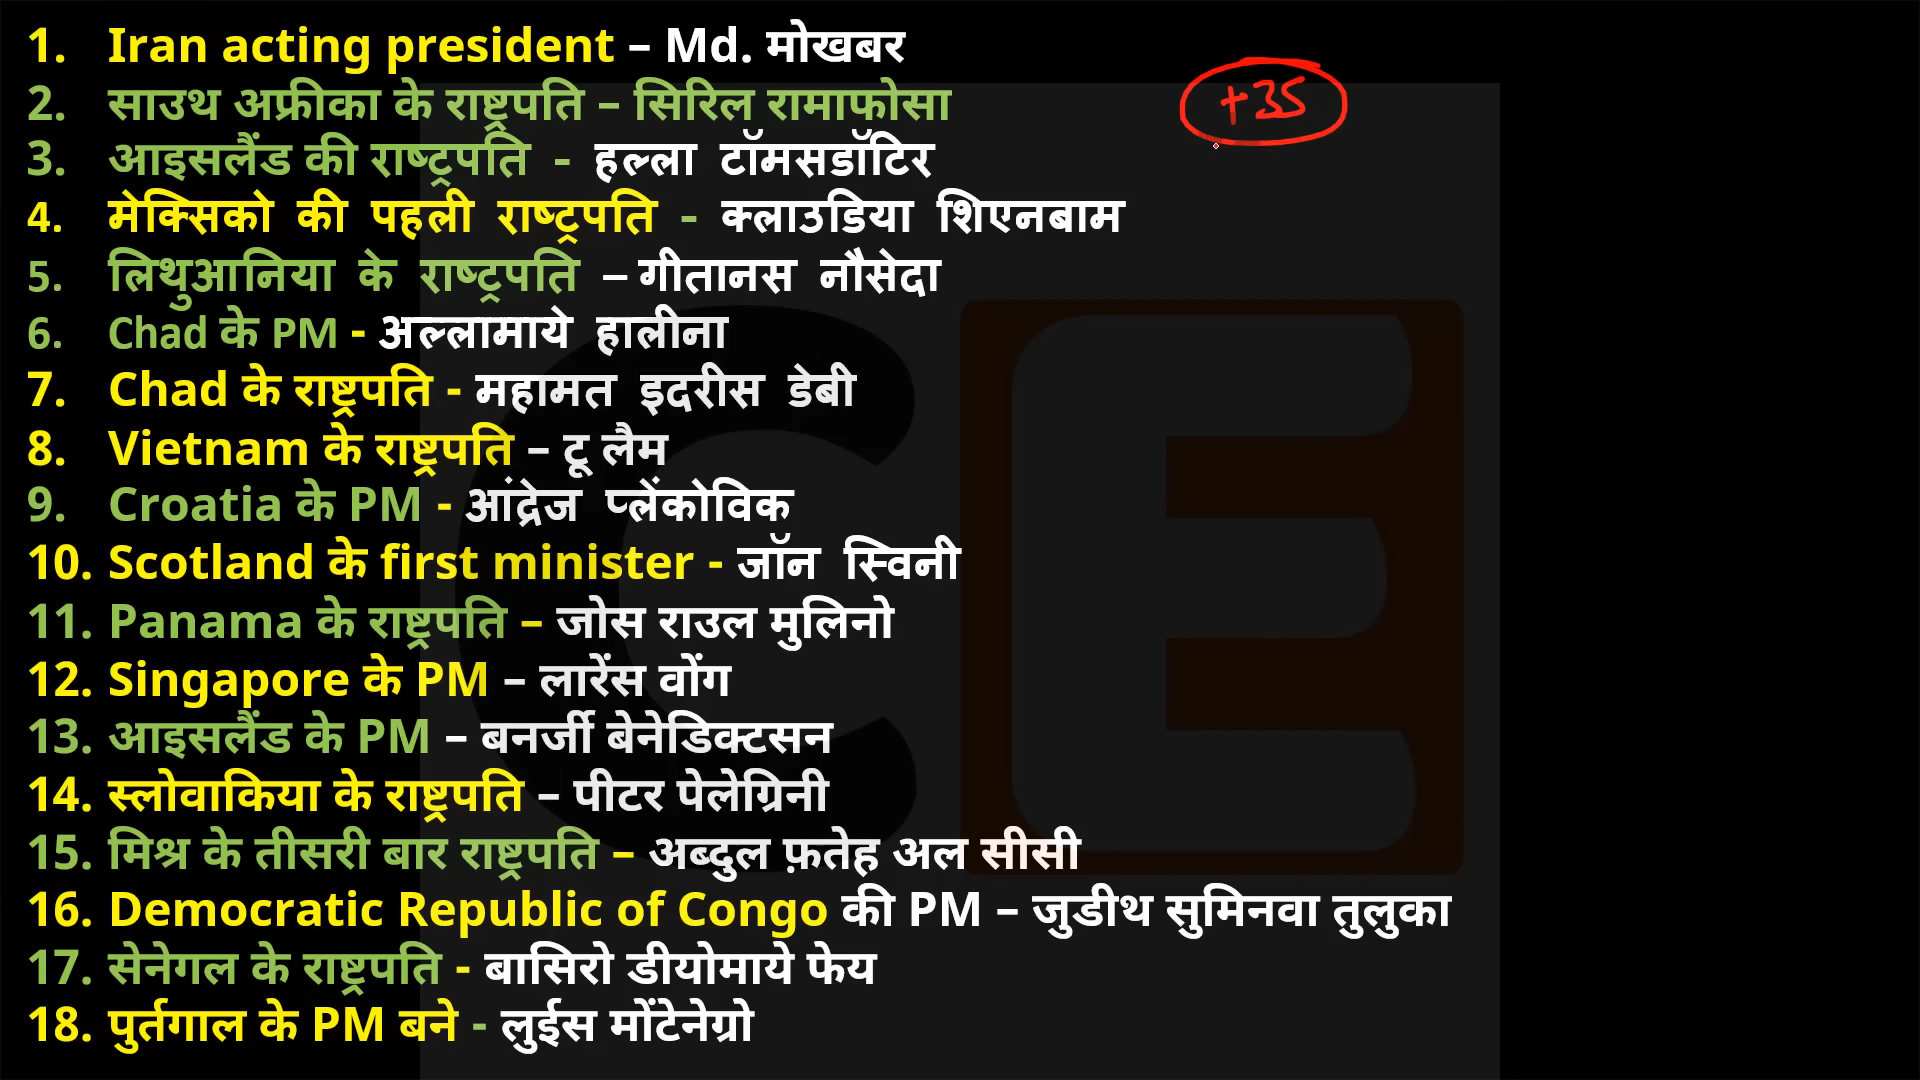 1. Iran acting president – Md. मोखबर
+35
2. साउथ अफ्रीका के राष्ट्रपति – सिरिल रामाफोसा
3. आइसलैंड की राष्ट्रपति - हल्ला टॉमसडॉटिर
4. मेक्सिको की पहली राष्ट्रपति - क्लाउडिया शिएनबाम
5. लिथुआनिया के राष्ट्रपति – गीतानस नौसेदा
6. Chad के PM - अल्लामाये हालीना
7. Chad के राष्ट्रपति - महामत इदरीस डेबी
8. Vietnam के राष्ट्रपति – टू लैम
9. Croatia के PM - आंद्रेज प्लेंकोविक
10. Scotland के first minister - जॉन स्विनी
11. Panama के राष्ट्रपति – जोस राउल मुलिनो
12. Singapore के PM – लारेंस वोंग
13. आइसलैंड के PM – बनर्जी बेनेडिक्टसन
14. स्लोवाकिया के राष्ट्रपति – पीटर पेलेग्रिनी
15. मिश्र के तीसरी बार राष्ट्रपति – अब्दुल फ़तेह अल सीसी
16. Democratic Republic of Congo की PM – जुडीथ सुमिनवा तुलुका
17. सेनेगल के राष्ट्रपति - बासिरो डीयोमाये फेय
18. पुर्तगाल के PM बने - लुईस मोंटेनेग्रो
CE